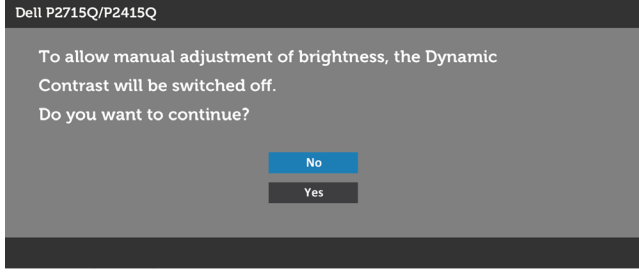 Dell P2715Q/P2415Q
To allow manual adjustment of brightness, the Dynamic
Contrast will be switched off.
Do you want to continue?
No
Yes